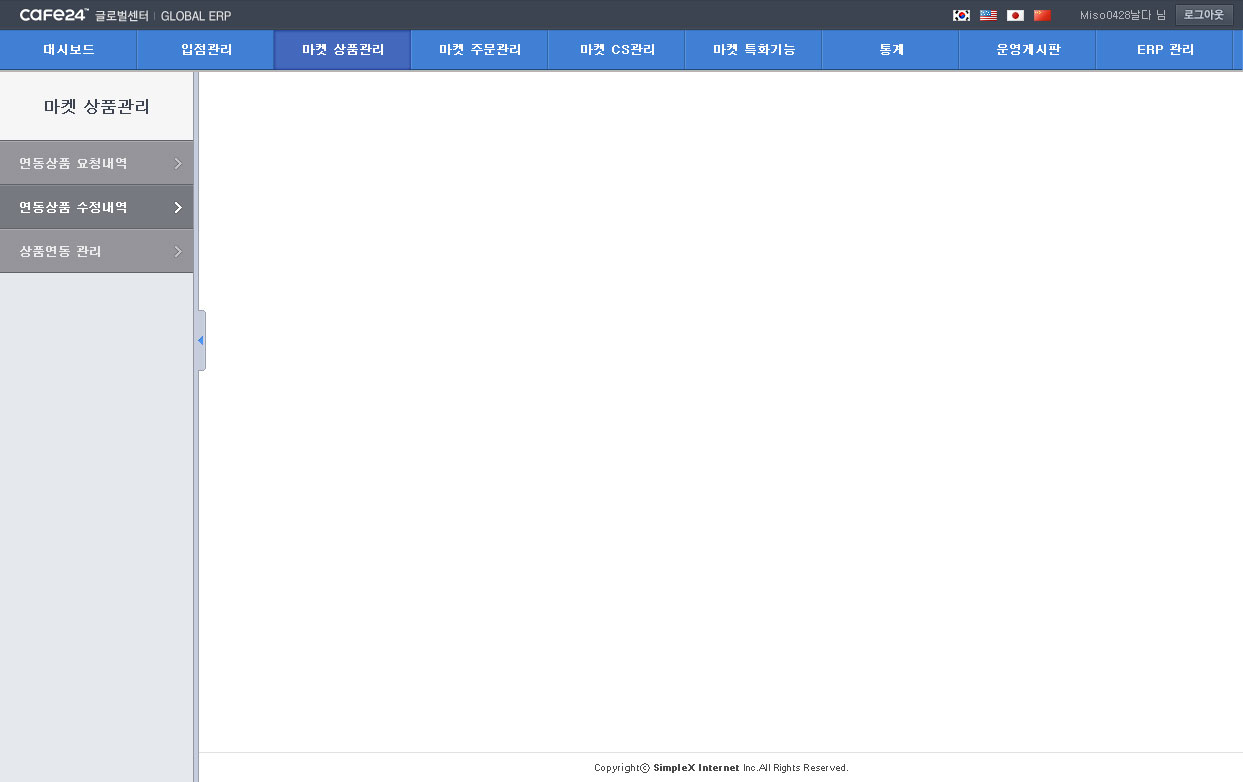 cafe24™ 글로벌센터 | GLOBAL ERP Miso0428날다 님 로그아웃
대시보드 입점관리 마켓 상품관리 마켓 주문관리 마켓 CS관리 마켓 특화기능 통계 운영게시판 ERP 관리
마켓 상품관리
연동상품 요청내역
연동상품 수정내역
상품연동 관리
Copyrightⓒ SimpleX Internet Inc.All Rights Reserved.